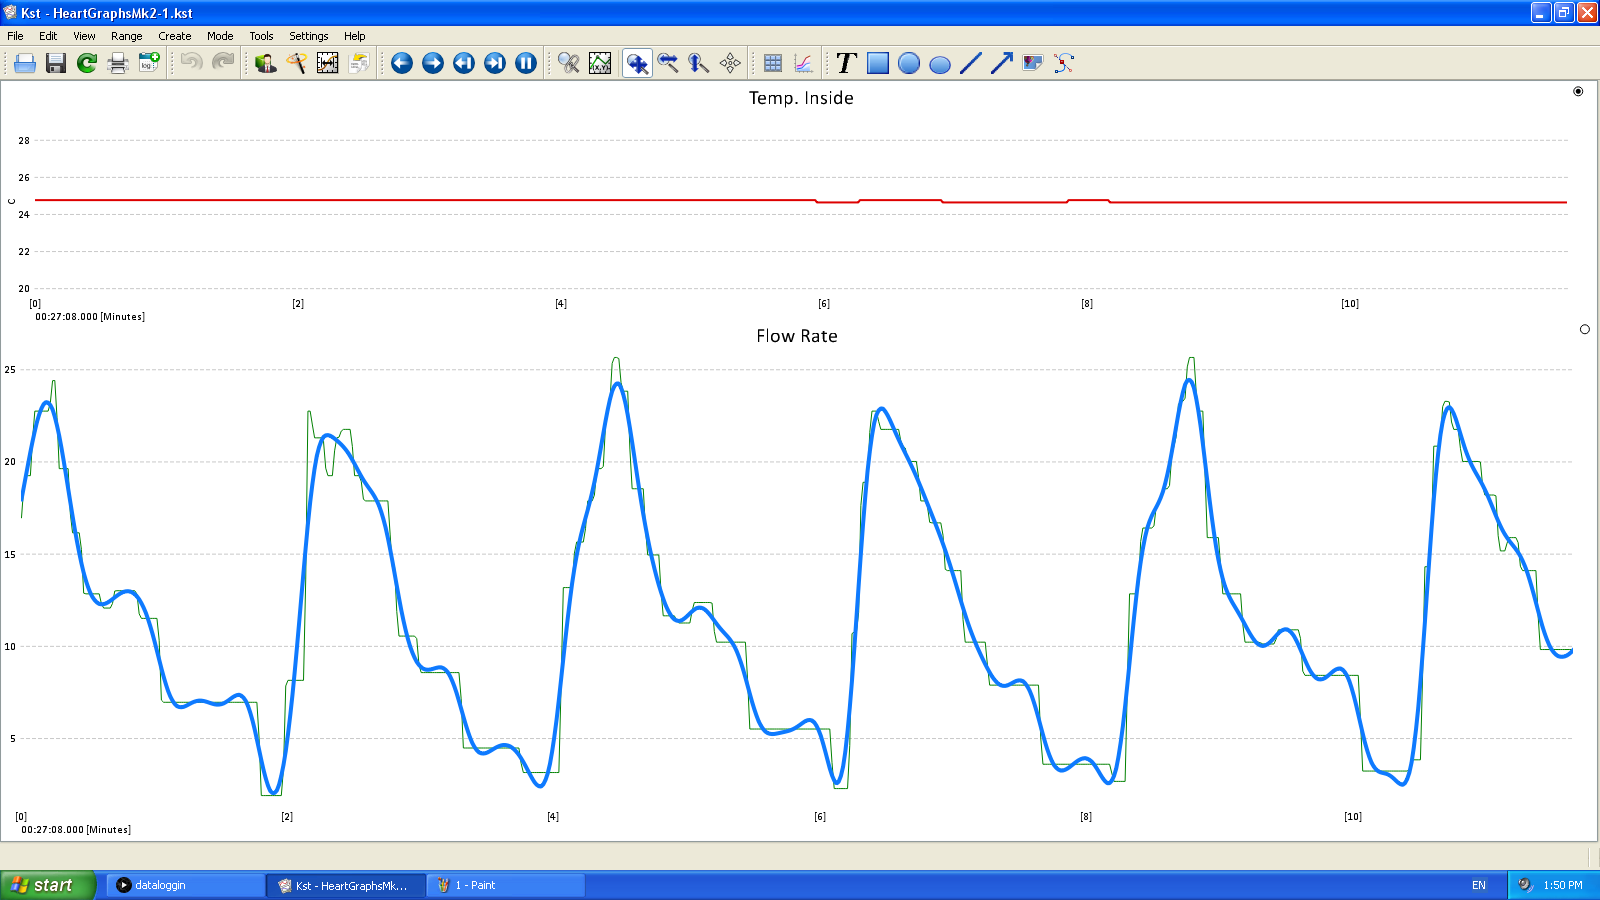 Kst - HeartGraphsMk2-1.kst
File Edit View Range Create Mode Tools Settings Help
T
Temp. Inside
28
26
C
24
22
20
[0] [2] [4] [6] [8] [10]
00:27:08.000 [Minutes]
Flow Rate
25
20
15
10
5
[0] [2] [4] [6] [8] [10]
00:27:08.000 [Minutes]
start dataloggin Kst - HeartGraphsMk... 1 - Paint EN 1:50 PM